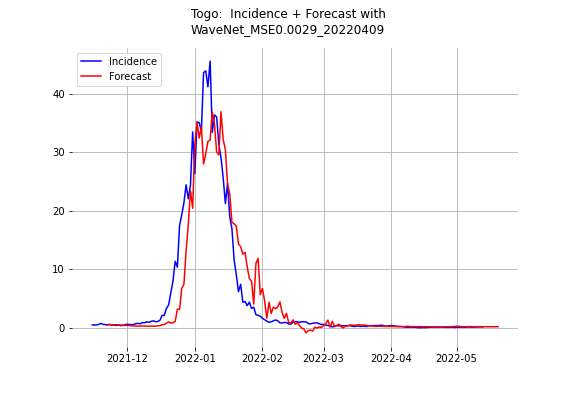 Togo:  Incidence + Forecast with
WaveNet_MSE0.0029_20220409
Incidence
Forecast
40
30
20
10
0
2021-12 2022-01 2022-02 2022-03 2022-04 2022-05